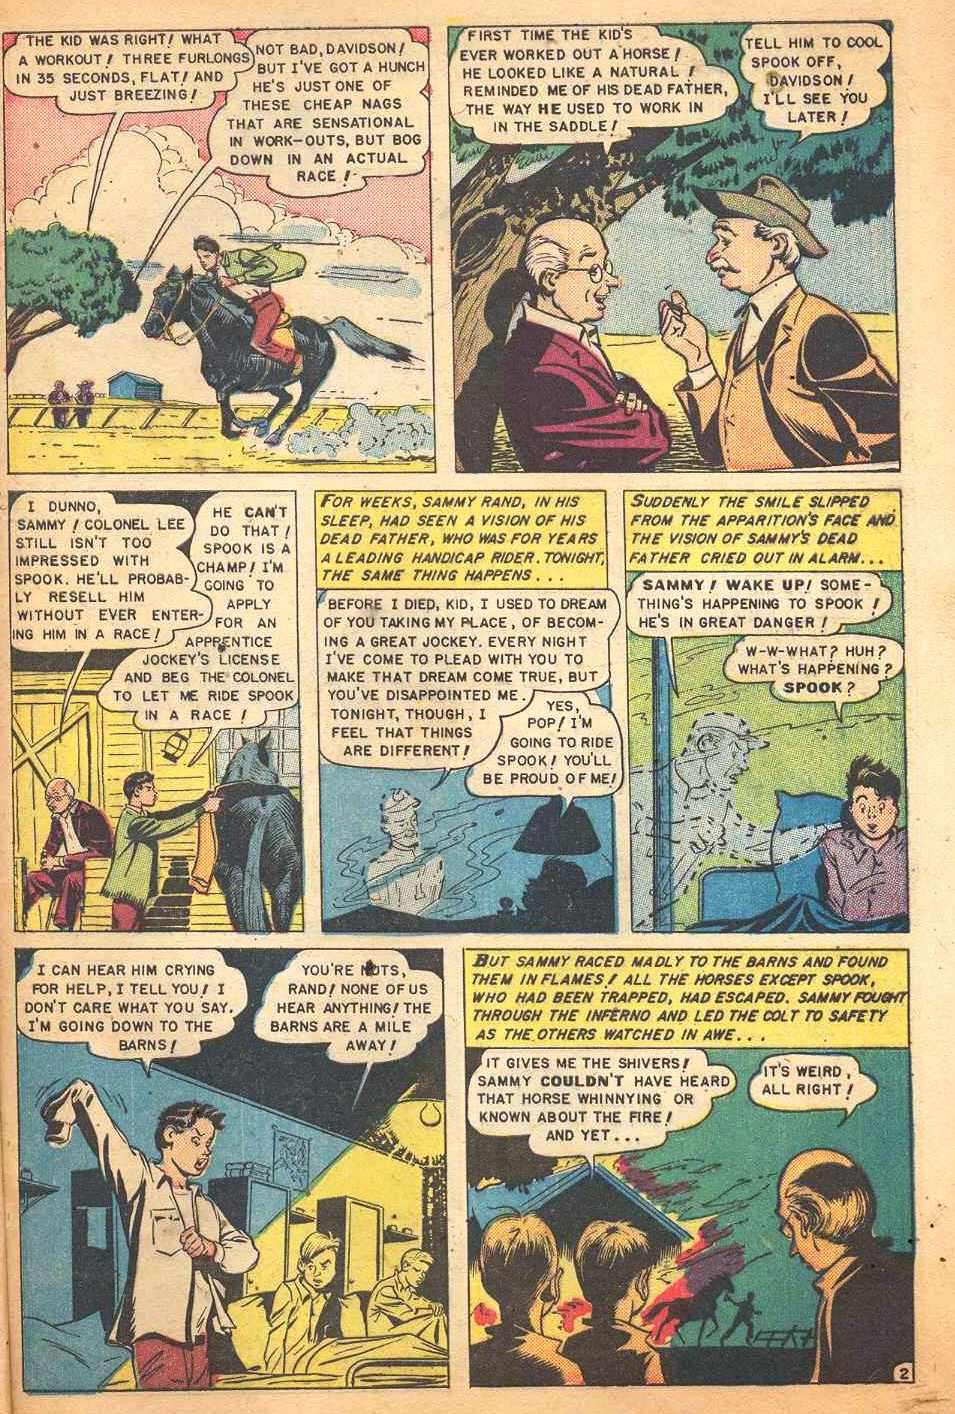 THE KID WAS RIGHT! WHAT
A WORKOUT! THREE FURLONGS
IN 35 SECONDS, FLAT! AND
JUST BREEZING!
NOT BAD, DAVIDSON!
BUT I'VE GOT A HUNCH
HE'S JUST ONE OF
THESE CHEAP NAGS
THAT ARE SENSATIONAL
IN WORK-OUTS, BUT BOG
DOWN IN AN ACTUAL
RACE!
FIRST TIME THE KID'S
EVER WORKED OUT A HORSE!
HE LOOKED LIKE A NATURAL!
REMINDED ME OF HIS DEAD FATHER,
THE WAY HE USED TO WORK IN
IN THE SADDLE!
TELL HIM TO COOL
SPOOK OFF,
DAVIDSON!
I'LL SEE YOU
LATER!
I DUNNO,
SAMMY! COLONEL LEE
STILL ISN'T TOO
IMPRESSED WITH
SPOOK. HE'LL PROBAB-
LY RESELL HIM
WITHOUT EVER ENTER-
ING HIM IN A RACE!
HE CAN'T
DO THAT!
SPOOK IS A
CHAMP! I'M
GOING TO
APPLY
FOR AN
APPRENTICE
JOCKEY'S LICENSE
AND BEG THE COLONEL
TO LET ME RIDE SPOOK
IN A RACE!
FOR WEEKS, SAMMY RAND, IN HIS
SLEEP, HAD SEEN A VISION OF HIS
DEAD FATHER, WHO WAS FOR YEARS
A LEADING HANDICAP RIDER. TONIGHT,
THE SAME THING HAPPENS...
BEFORE I DIED, KID, I USED TO DREAM
OF YOU TAKING MY PLACE, OF BECOM-
ING A GREAT JOCKEY. EVERY NIGHT
I'VE COME TO PLEAD WITH YOU TO
MAKE THAT DREAM COME TRUE, BUT
YOU'VE DISAPPOINTED ME.
TONIGHT, THOUGH, I
FEEL THAT THINGS
ARE DIFFERENT!
YES,
POP! I'M
GOING TO RIDE
SPOOK! YOU'LL
BE PROUD OF ME!
SUDDENLY THE SMILE SLIPPED
FROM THE APPARITION'S FACE AND
THE VISION OF SAMMY'S DEAD
FATHER CRIED OUT IN ALARM...
SAMMY! WAKE UP! SOME-
THING'S HAPPENING TO SPOOK!
HE'S IN GREAT DANGER!
W-W-WHAT? HUH?
WHAT'S HAPPENING?
SPOOK?
I CAN HEAR HIM CRYING
FOR HELP, I TELL YOU! I
DON'T CARE WHAT YOU SAY.
I'M GOING DOWN TO THE
BARNS!
YOU'RE NUTS,
RAND! NONE OF US
HEAR ANYTHING! THE
BARNS ARE A MILE
AWAY!
BUT SAMMY RACED MADLY TO THE BARNS AND FOUND
THEM IN FLAMES! ALL THE HORSES EXCEPT SPOOK,
WHO HAD BEEN TRAPPED, HAD ESCAPED. SAMMY FOUGHT
THROUGH THE INFERNO AND LED THE COLT TO SAFETY
AS THE OTHERS WATCHED IN AWE...
IT GIVES ME THE SHIVERS!
SAMMY COULDN'T HAVE HEARD
THAT HORSE WHINNYING OR
KNOWN ABOUT THE FIRE!
AND YET...
IT'S WEIRD,
ALL RIGHT!
2